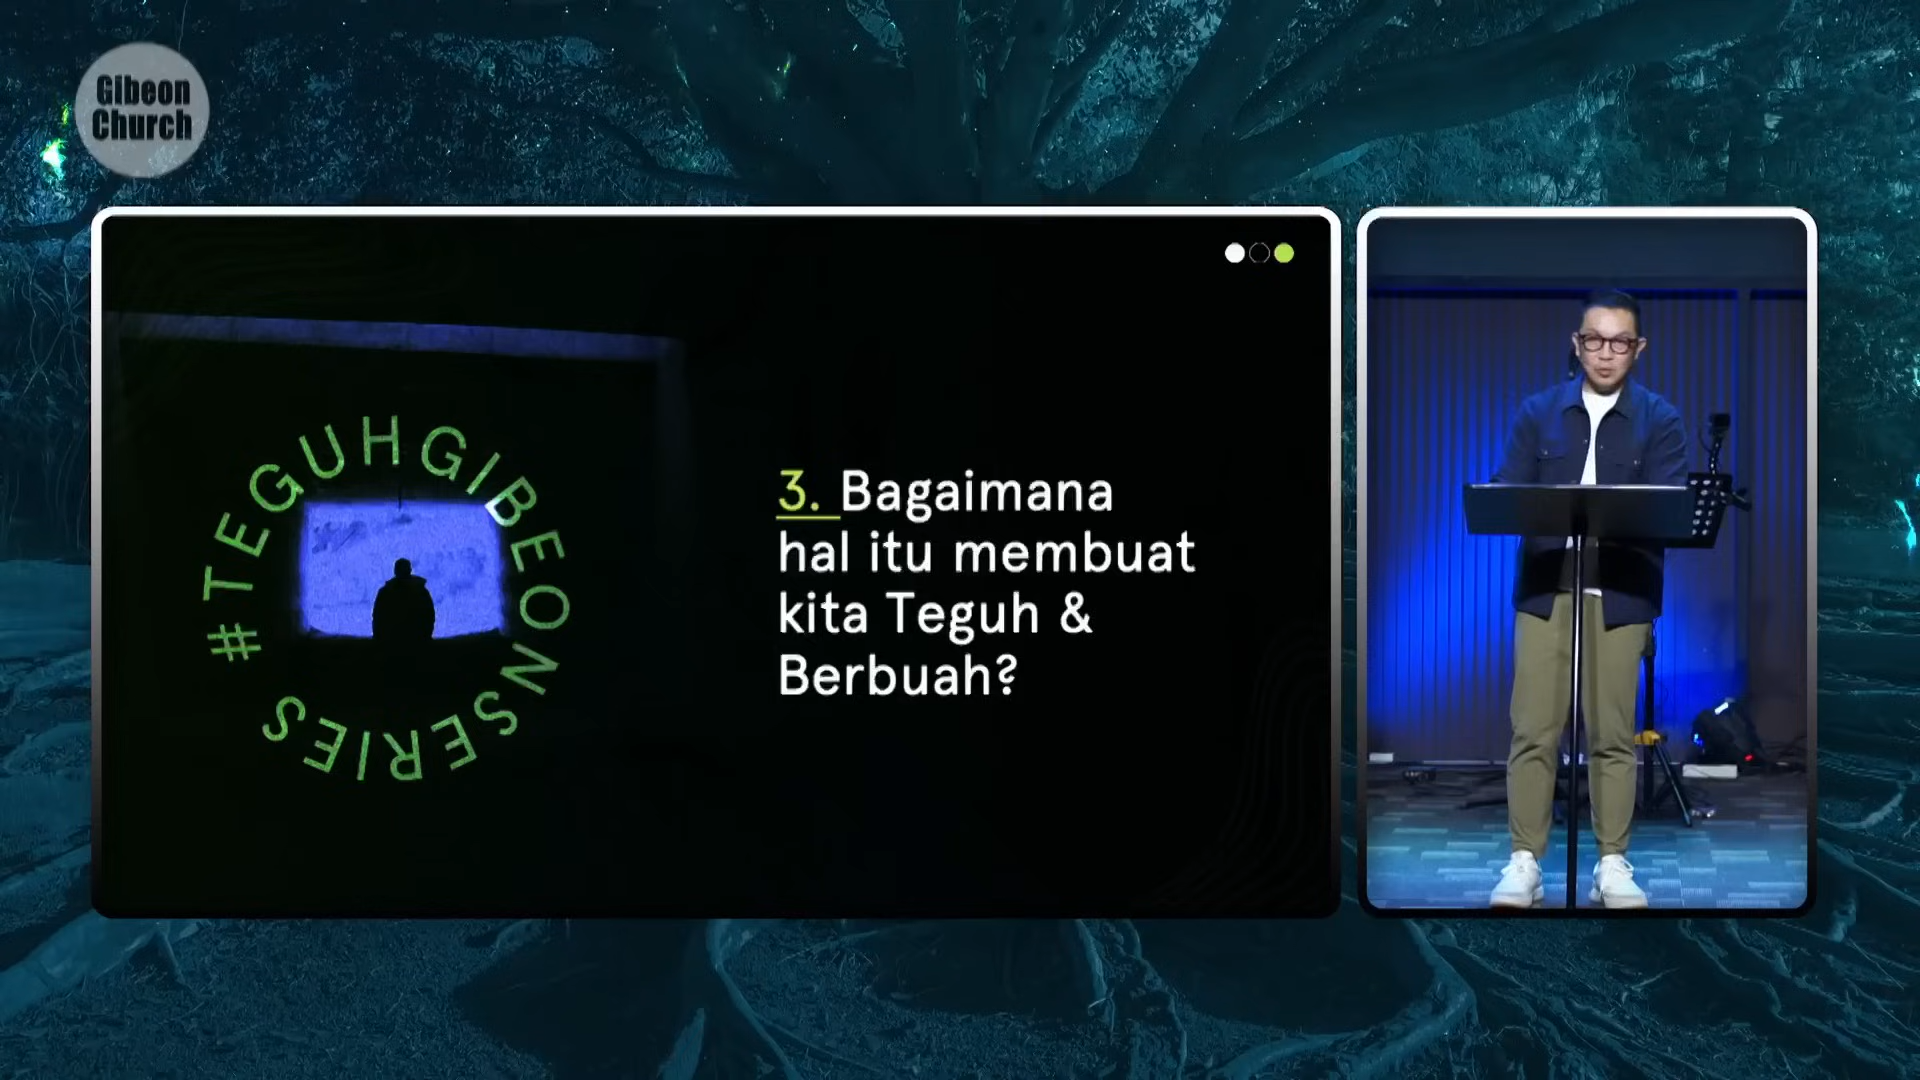 Gibeon
Church
#TEGUHGIBEONSERIES
3. Bagaimana
hal itu membuat
kita Teguh &
Berbuah?